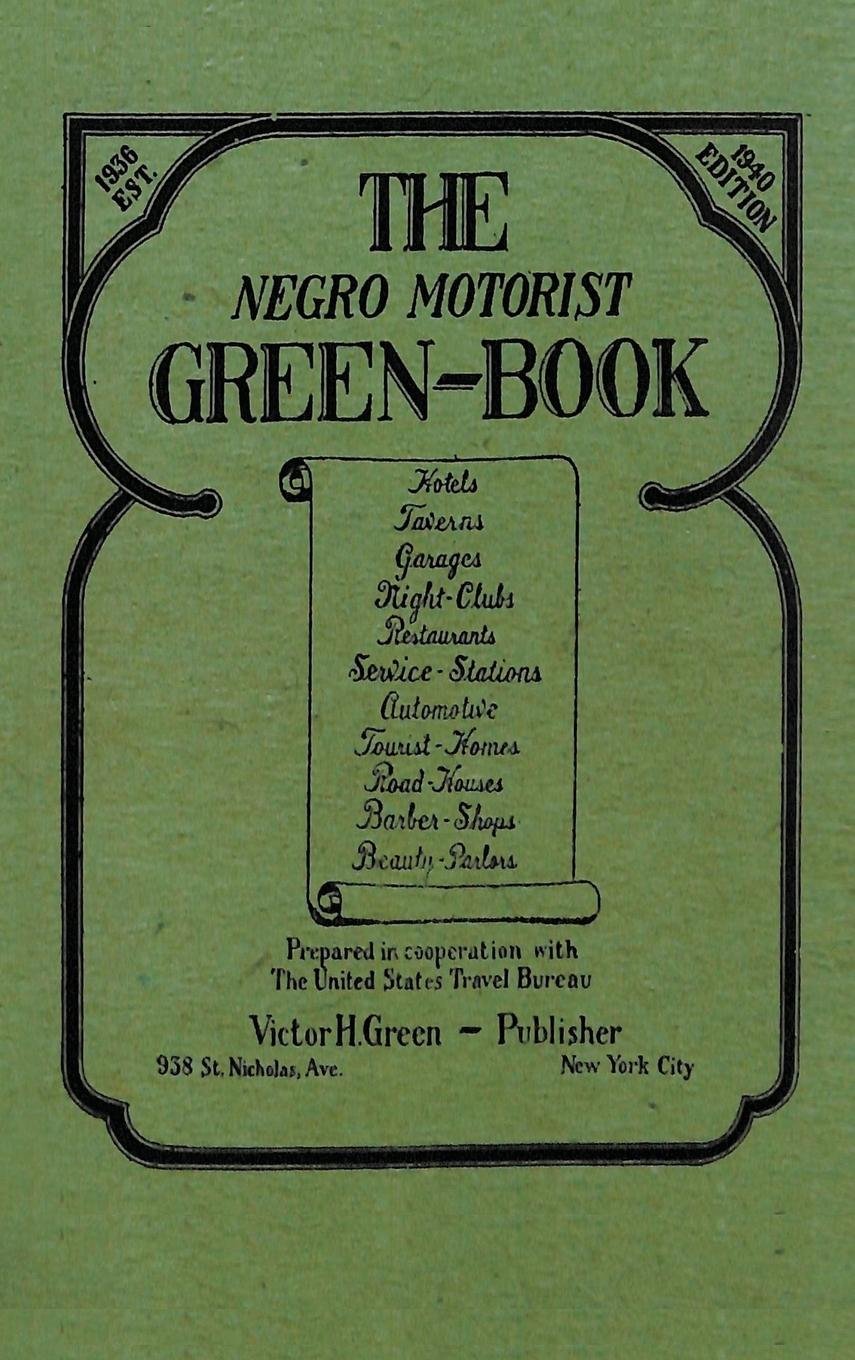 1936
EST.
1940
EDITION
THE
NEGRO MOTORIST
GREEN-BOOK
Hotels
Taverns
Garages
Night-Clubs
Restaurants
Service-Stations
Automotive
Tourist-Homes
Road-Houses
Barber-Shops
Beauty-Parlors
Prepared in cooperation with
The United States Travel Bureau
Victor H. Green - Publisher
938 St. Nicholas, Ave.
New York City